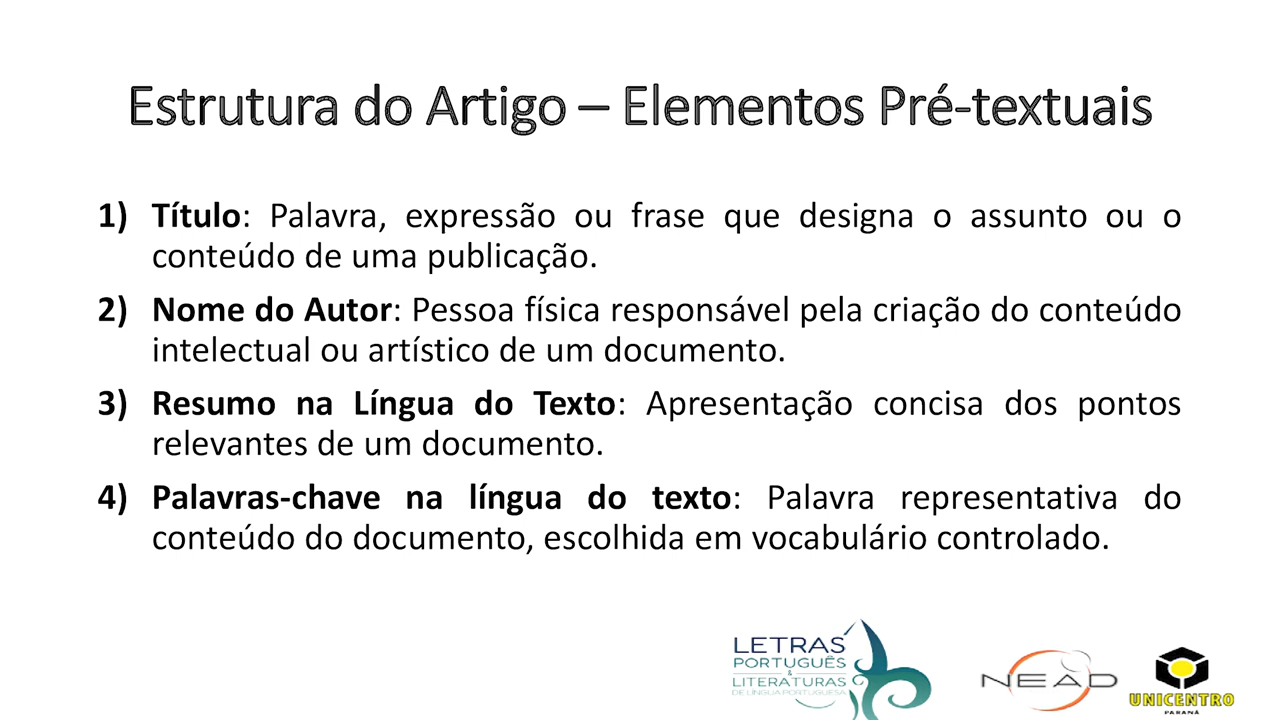 Estrutura do Artigo – Elementos Pré-textuais
1) Título: Palavra, expressão ou frase que designa o assunto ou o
conteúdo de uma publicação.
2) Nome do Autor: Pessoa física responsável pela criação do conteúdo
intelectual ou artístico de um documento.
3) Resumo na Língua do Texto: Apresentação concisa dos pontos
relevantes de um documento.
4) Palavras-chave na língua do texto: Palavra representativa do
conteúdo do documento, escolhida em vocabulário controlado.
LETRAS
PORTUGUÊS
&
LITERATURAS
DE LÍNGUA PORTUGUESA
NEAD
UNICENTRO
PARANÁ